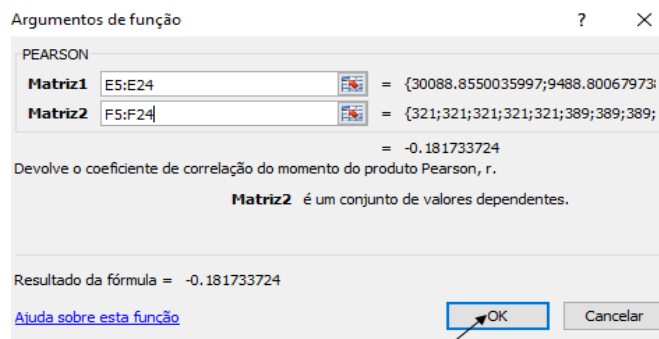 Argumentos de função ? ×
PEARSON
Matriz1 E5:E24 = {30088.8550035997;9488.80067973
Matriz2 F5:F24 = {321;321;321;321;321;389;389;389;
= -0.181733724
Devolve o coeficiente de correlação do momento do produto Pearson, r.
Matriz2 é um conjunto de valores dependentes.
Resultado da fórmula = -0.181733724
Ajuda sobre esta função OK Cancelar